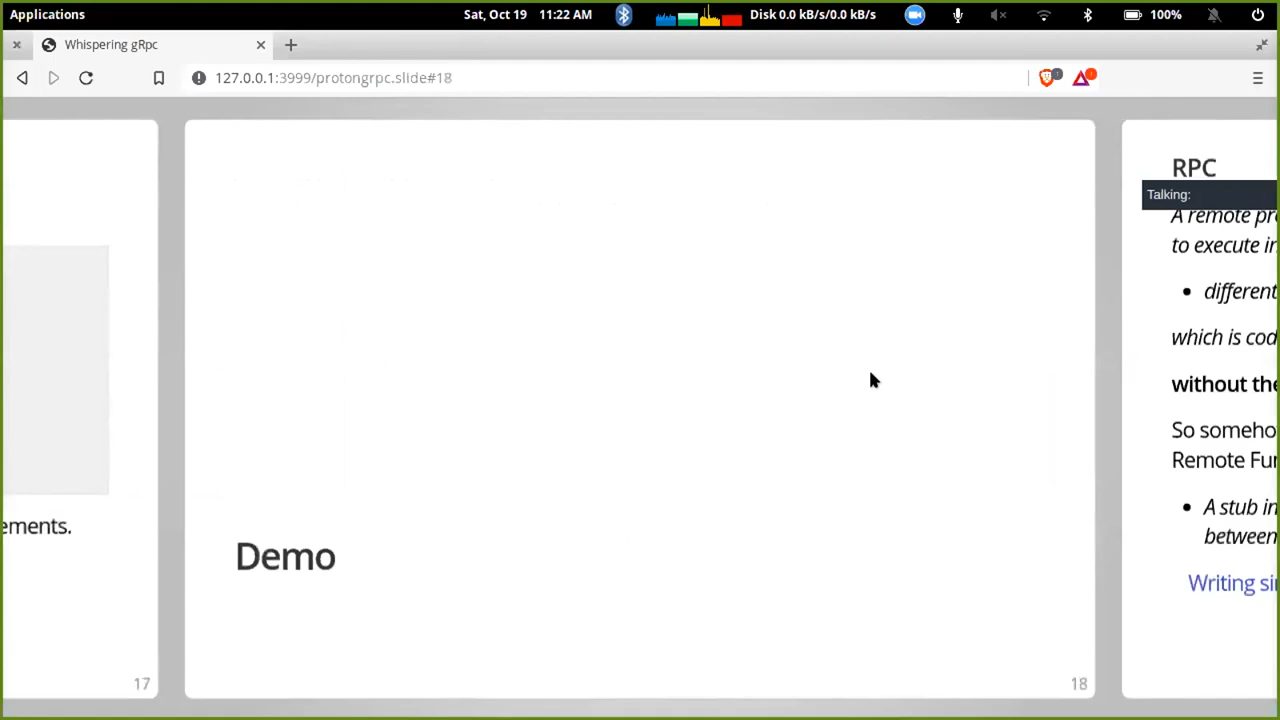 Applications
Sat, Oct 19 11:22 AM
Disk 0.0 kB/s/0.0 kB/s
100%
Whispering gRpc
127.0.0.1:3999/protongrpc.slide#18
ements.
17
Demo
18
RPC
Talking:
A remote pr
to execute in
different
which is cod
without the
So someho
Remote Fu
A stub in
between
Writing si